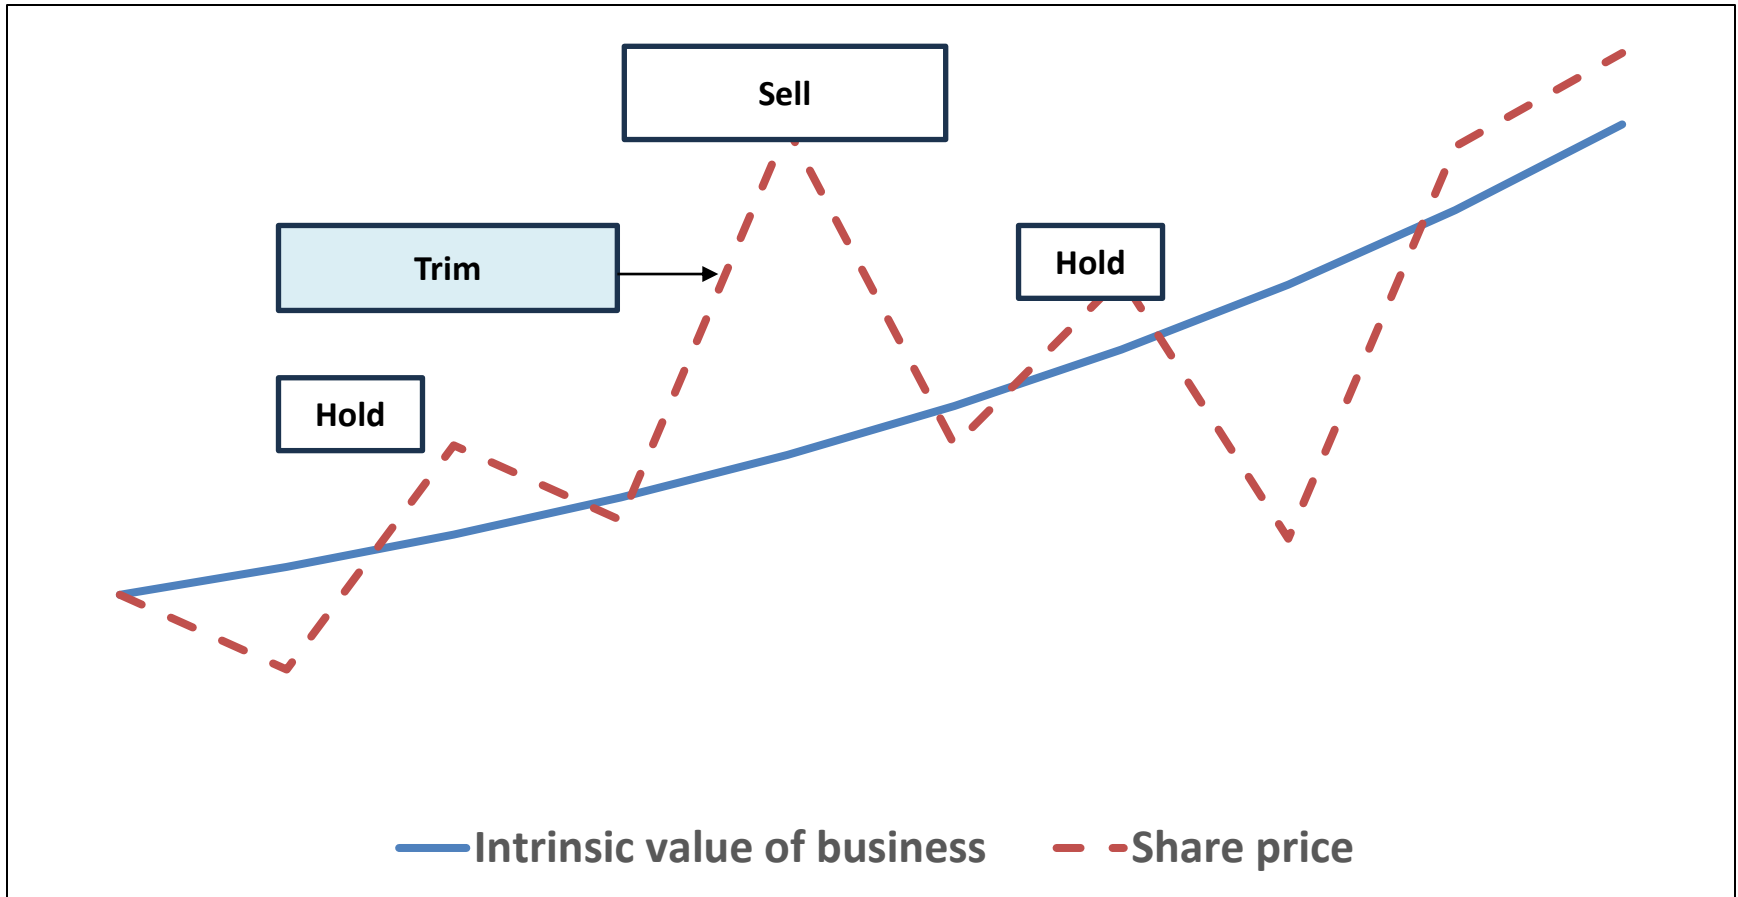 Sell
Trim
Hold
Hold
Intrinsic value of business
Share price